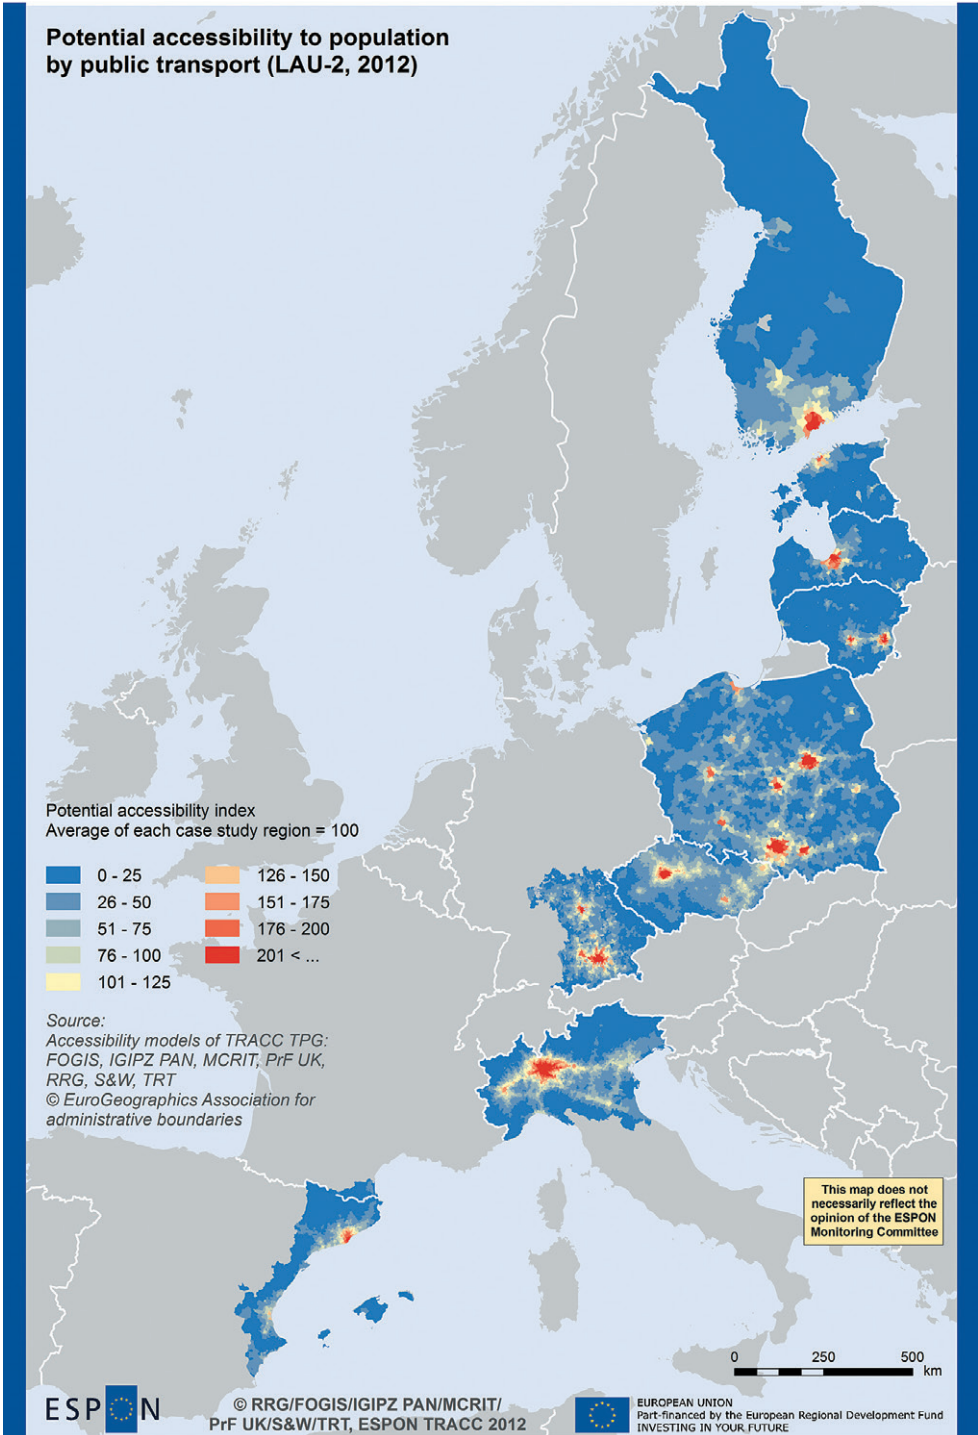 Potential accessibility to population
by public transport (LAU-2, 2012)
Potential accessibility index
Average of each case study region = 100
0 - 25
26 - 50
51 - 75
76 - 100
101 - 125
126 - 150
151 - 175
176 - 200
201 < ...
Source:
Accessibility models of TRACC TPG:
FOGIS, IGIPZ PAN, MCRIT, PrF UK,
RRG, S&W, TRT
© EuroGeographics Association for
administrative boundaries
This map does not
necessarily reflect the
opinion of the ESPON
Monitoring Committee
0 250 500
km
ESPON
© RRG/FOGIS/IGIPZ PAN/MCRIT/
PrF UK/S&W/TRT, ESPON TRACC 2012
EUROPEAN UNION
Part-financed by the European Regional Development Fund
INVESTING IN YOUR FUTURE